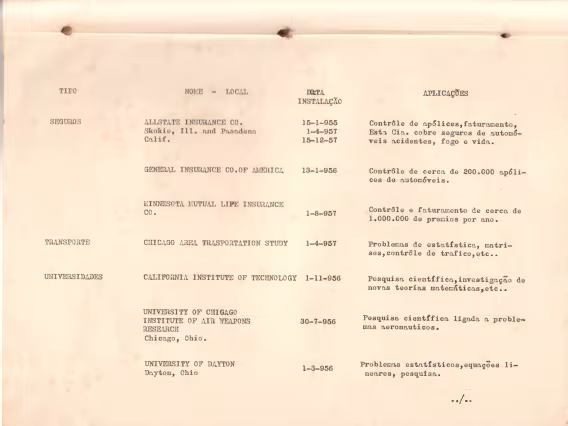 TIPO NOME - LOCAL DATA INSTALAÇÃO APLICAÇÕES
SEGUROS ALLSTATE INSURANCE CO. 15-1-955 Contrôle de apólices,faturamento,
Skokie, Ill. and Pasadena 1-4-957 Esta Cia. cobre seguros de automó-
Calif. 15-12-57 veis acidentes, fogo e vida.
GENERAL INSURANCE CO.OF AMERICA 13-1-956 Contrôle de cerca de 200.000 apóli-
ces de automóveis.
MINNESOTA MUTUAL LIFE INSURANCE
CO. 1-8-957 Contrôle e faturamento de cerca de
1.000.000 de premios por ano.
TRANSPORTE CHICAGO AREA TRASPORTATION STUDY 1-4-957 Problemas de estatística, matri-
zes,contrôle de trafico,etc..
UNIVERSIDADES CALIFORNIA INSTITUTE OF TECHNOLOGY 1-11-956 Pesquisa científica,investigação de
novas teorias matemáticas,etc..
UNIVERSITY OF CHIGAGO
INSTITUTE OF AIR WEAPONS 30-7-956 Pesquisa científica ligada a proble-
RESEARCH mas aeronauticos.
Chicago, Ohio.
UNIVERSITY OF DAYTON Problemas estatísticos,equações li-
Dayton, Ohio 1-3-956 neares, pesquisa.
../..